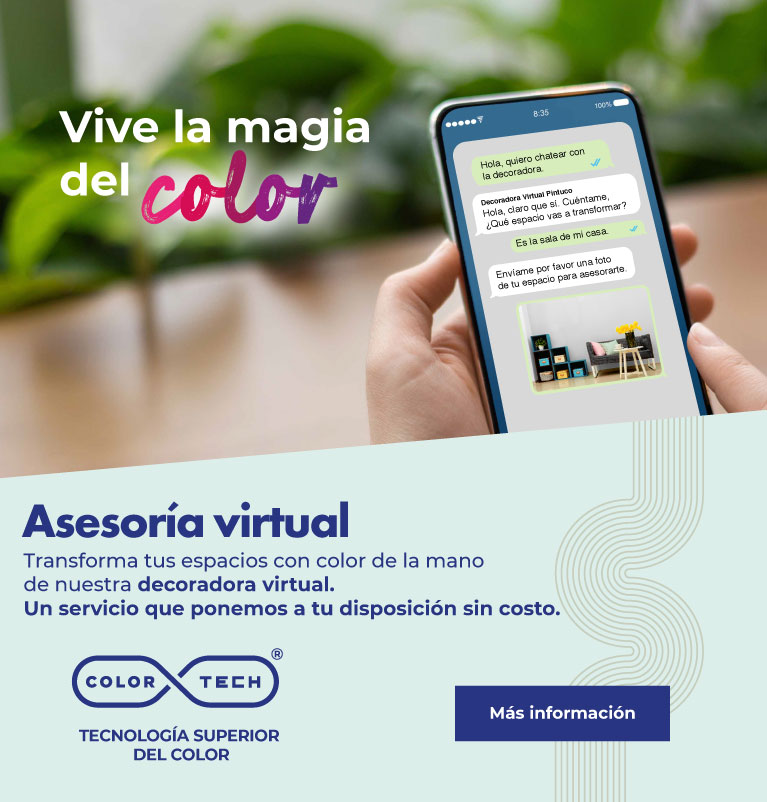 Vive la magia
del color
8:35
100%
Hola, quiero chatear con
la decoradora.
Decoradora Virtual Pintuco
Hola, claro que sí. Cuéntame,
¿Qué espacio vas a transformar?
Es la sala de mi casa.
Envíame por favor una foto
de tu espacio para asesorarte.
Asesoría virtual
Transforma tus espacios con color de la mano
de nuestra decoradora virtual.
Un servicio que ponemos a tu disposición sin costo.
COLOR TECH ®
TECNOLOGÍA SUPERIOR
DEL COLOR
Más información